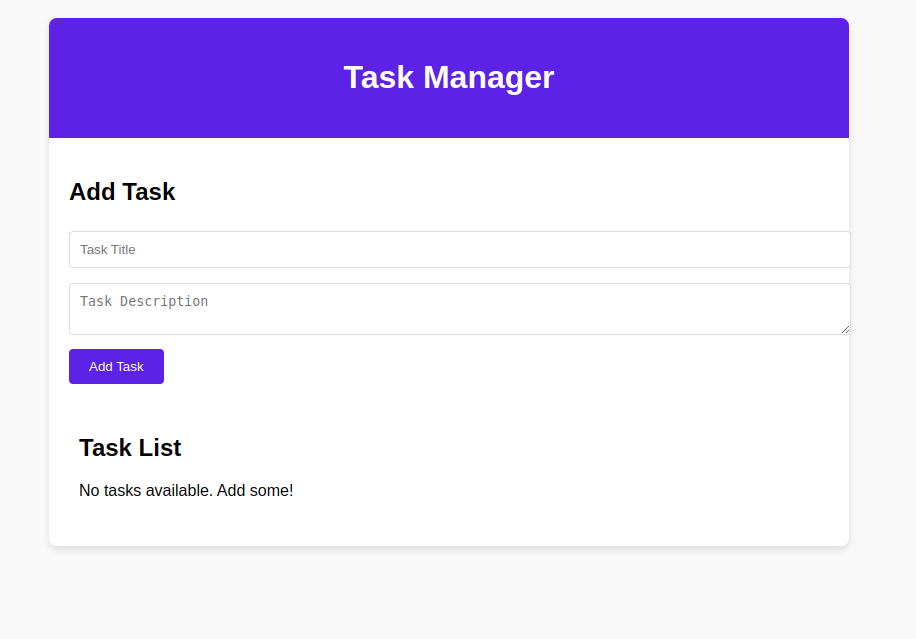 Task Manager
Add Task
Task Title
Task Description
Add Task
Task List
No tasks available. Add some!